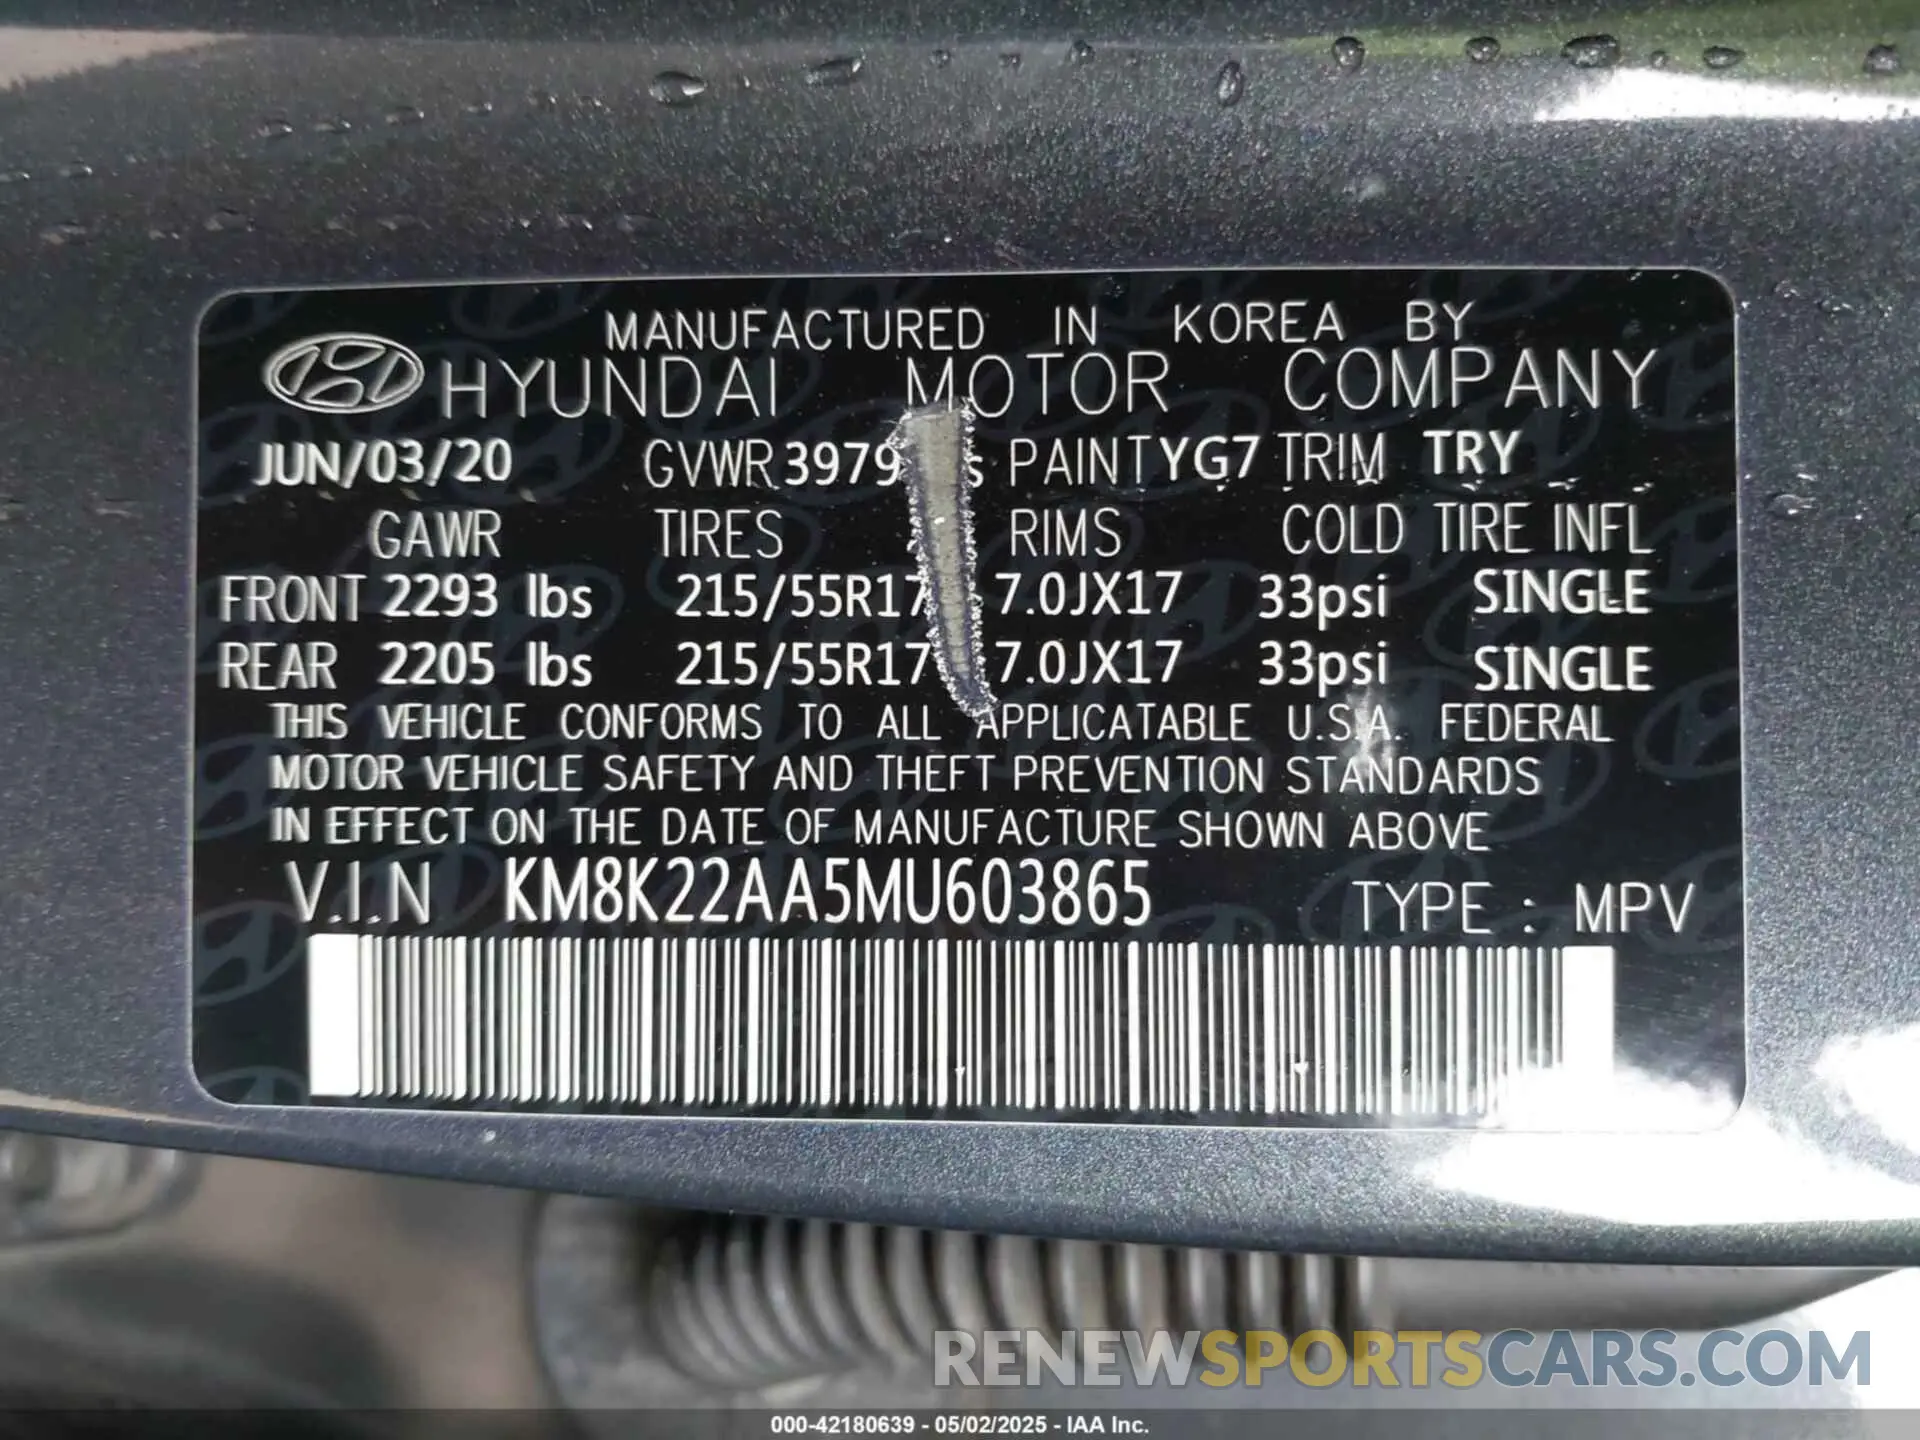 MANUFACTURED IN KOREA BY
HYUNDAI MOTOR COMPANY
JUN/03/20 GVWR 3979 PAINT YG7 TRIM TRY
GAWR TIRES RIMS COLD TIRE INFL
FRONT 2293 lbs 215/55R17 7.0JX17 33psi SINGLE
REAR 2205 lbs 215/55R17 7.0JX17 33psi SINGLE
THIS VEHICLE CONFORMS TO ALL APPLICATABLE U.S.A. FEDERAL
MOTOR VEHICLE SAFETY AND THEFT PREVENTION STANDARDS
IN EFFECT ON THE DATE OF MANUFACTURE SHOWN ABOVE
V.I.N KM8K22AA5MU603865 TYPE : MPV
RENEWSPORTSCARS.COM
000-42180639 - 05/02/2025 - IAA Inc.